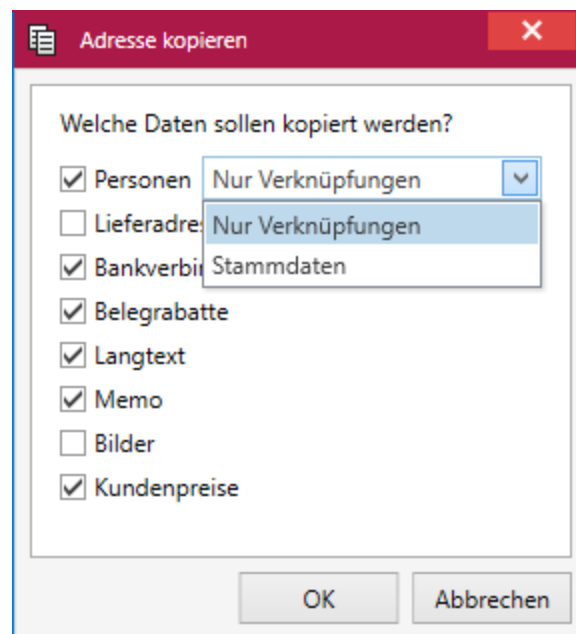 Adresse kopieren
Welche Daten sollen kopiert werden?
Personen Nur Verknüpfungen
Nur Verknüpfungen
Stammdaten
Belegrabatte
Langtext
Memo
Bilder
Kundenpreise
OK Abbrechen